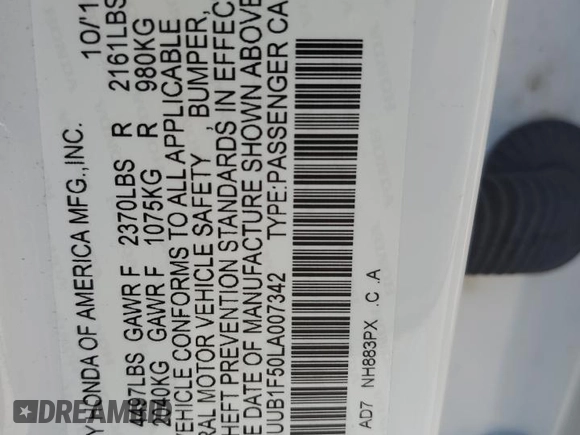 Y HONDA OF AMERICA MFG., INC. 10/1
4497LBS GAWR F 2370LBS R 2161LBS
2040KG GAWR F 1075KG R 980KG
VEHICLE CONFORMS TO ALL APPLICABLE
RAL MOTOR VEHICLE SAFETY , BUMPER,
HEFT PREVENTION STANDARDS IN EFFEC
E DATE OF MANUFACTURE SHOWN ABOVE
UUB1F50LA007342 TYPE:PASSENGER CA
AD7 NH883PX . C . A
DREAM